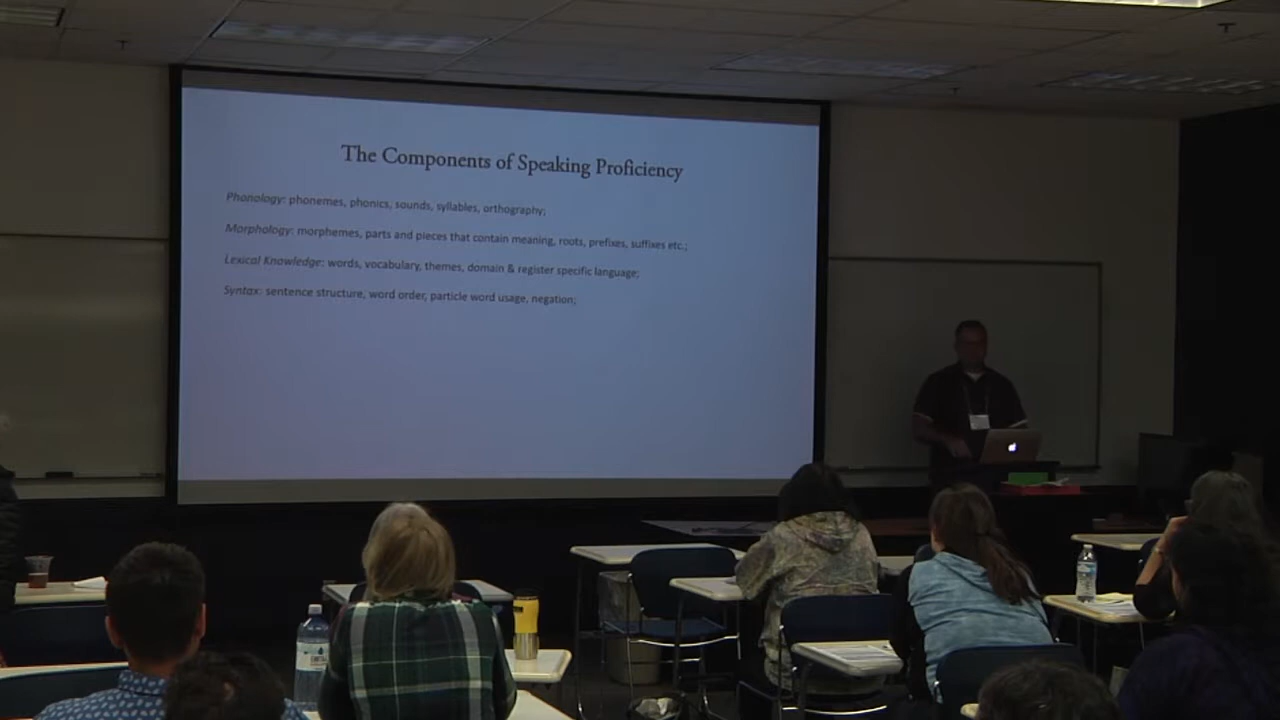 The Components of Speaking Proficiency
Phonology: phonemes, phonics, sounds, syllables, orthography;
Morphology: morphemes, parts and pieces that contain meaning, roots, prefixes, suffixes etc.;
Lexical Knowledge: words, vocabulary, themes, domain & register specific language;
Syntax: sentence structure, word order, particle word usage, negation;